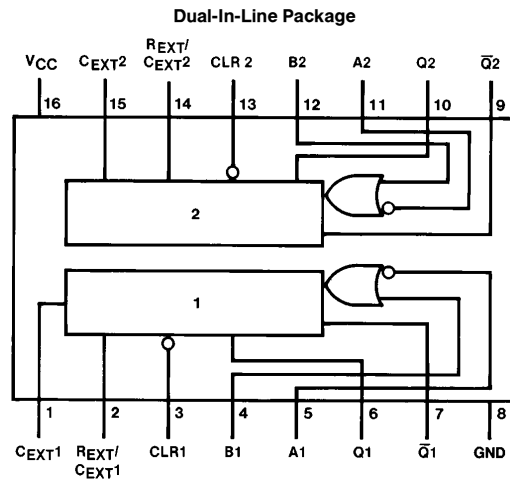 Dual-In-Line Package
VCC CEXT2 REXT/ CEXT2 CLR 2 B2 A2 Q2 Q̅2
16 15 14 13 12 11 10 9
2
1
1 2 3 4 5 6 7 8
CEXT1 REXT/ CEXT1 CLR1 B1 A1 Q1 Q̅1 GND